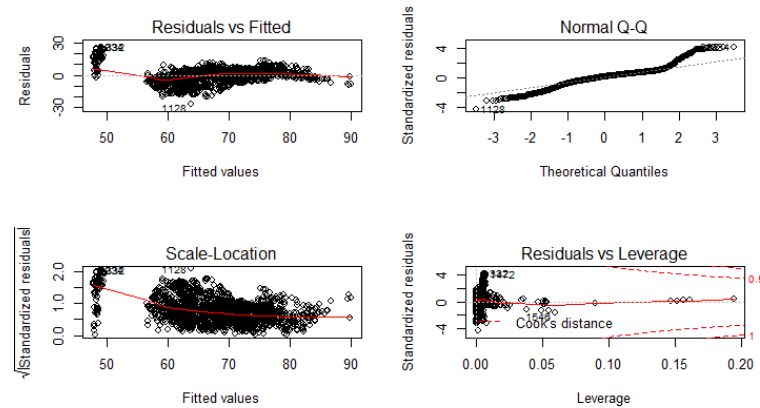 Residuals vs Fitted
Residuals
30
0
-30
1128
50 60 70 80 90
Fitted values
Normal Q-Q
Standardized residuals
4
0
-4
1128
-3 -2 -1 0 1 2 3
Theoretical Quantiles
Scale-Location
√|Standardized residuals|
2.0
1.0
0.0
1128
50 60 70 80 90
Fitted values
Residuals vs Leverage
Standardized residuals
4
0
-4
Cook's distance
0.5
1
0.00 0.05 0.10 0.15 0.20
Leverage